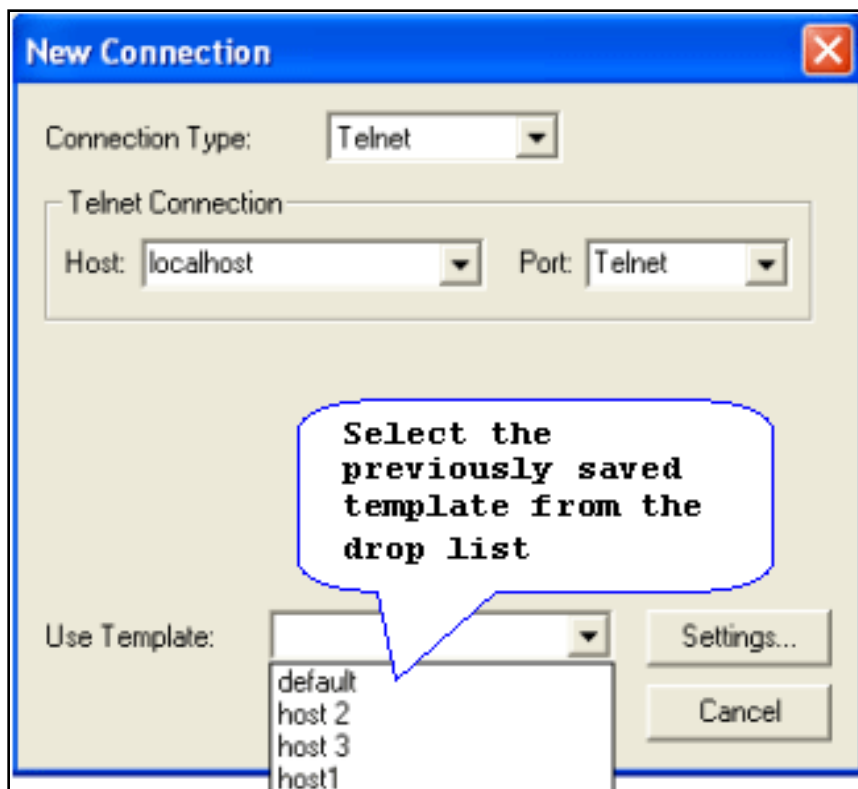 New Connection
Connection Type: Telnet
Telnet Connection
Host: localhost Port: Telnet
Select the
previously saved
template from the
drop list
Use Template: Settings...
default
host 2
Cancel
host 3
host1